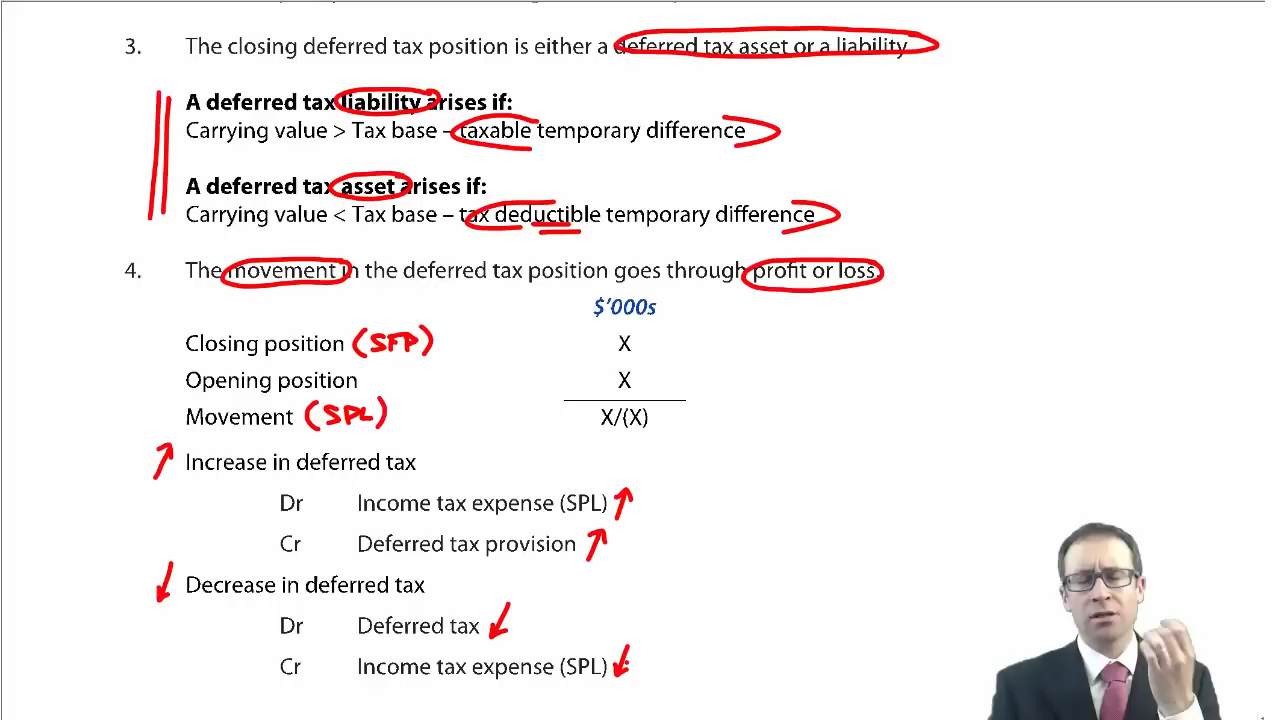 3. The closing deferred tax position is either a deferred tax asset or a liability
A deferred tax liability arises if:
Carrying value > Tax base – taxable temporary difference
A deferred tax asset arises if:
Carrying value < Tax base – tax deductible temporary difference
4. The movement in the deferred tax position goes through profit or loss.
$'000s
Closing position (SFP) X
Opening position X
Movement (SPL) X/(X)
Increase in deferred tax
Dr Income tax expense (SPL)
Cr Deferred tax provision
Decrease in deferred tax
Dr Deferred tax
Cr Income tax expense (SPL)